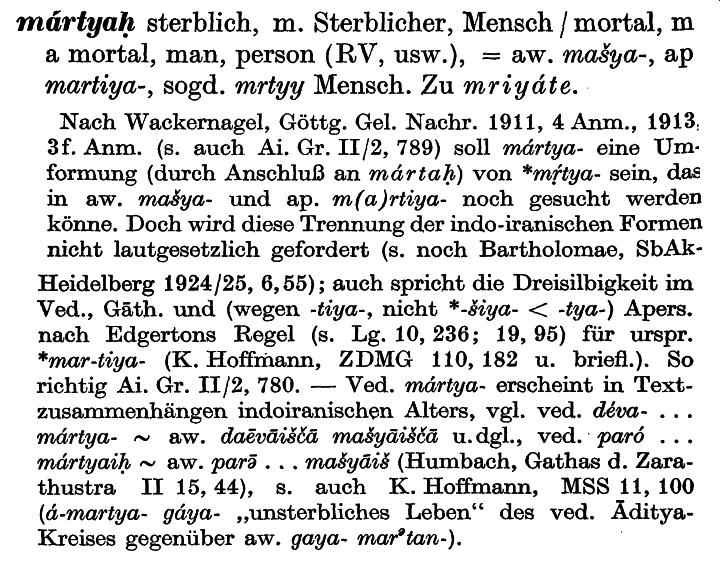 mártyaḥ sterblich, m. Sterblicher, Mensch / mortal, m
a mortal, man, person (RV, usw.), = aw. mašya-, ap
martiya-, sogd. mrtyy Mensch. Zu mriyáte.
Nach Wackernagel, Göttg. Gel. Nachr. 1911, 4 Anm., 1913,
3f. Anm. (s. auch Ai. Gr. II/2, 789) soll mártya- eine Um-
formung (durch Anschluß an mártaḥ) von *mŕ̥tya- sein, das
in aw. mašya- und ap. m(a)rtiya- noch gesucht werden
könne. Doch wird diese Trennung der indo-iranischen Formen
nicht lautgesetzlich gefordert (s. noch Bartholomae, SbAk-
Heidelberg 1924/25, 6,55); auch spricht die Dreisilbigkeit im
Ved., Gāth. und (wegen -tiya-, nicht *-šiya- < -tya-) Apers.
nach Edgertons Regel (s. Lg. 10, 236; 19, 95) für urspr.
*mar-tiya- (K. Hoffmann, ZDMG 110, 182 u. briefl.). So
richtig Ai. Gr. II/2, 780. — Ved. mártya- erscheint in Text-
zusammenhängen indoiranischen Alters, vgl. ved. déva- . . .
mártya- ~ aw. daēvāiščā mašyāiščā u. dgl., ved. paró . . .
mártyaiḥ ~ aw. parə̄ . . . mašyāiš (Humbach, Gathas d. Zara-
thustra II 15, 44), s. auch K. Hoffmann, MSS 11, 100
(á-martya- gáya- „unsterbliches Leben“ des ved. Āditya-
Kreises gegenüber aw. gaya- marᵊtan-).